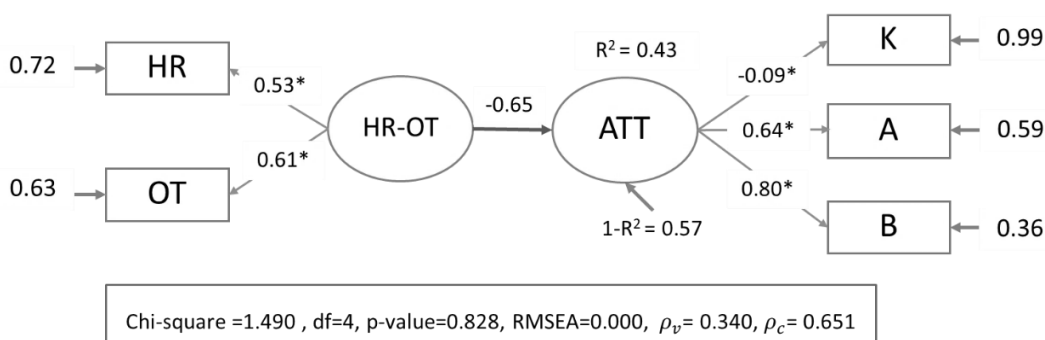 R² = 0.43
0.72
HR
0.53*
HR-OT
-0.65
ATT
0.61*
0.63
OT
1-R² = 0.57
K
0.99
-0.09*
0.64*
A
0.59
0.80*
B
0.36
Chi-square =1.490 , df=4, p-value=0.828, RMSEA=0.000, ρᵥ= 0.340, ρ꜀= 0.651